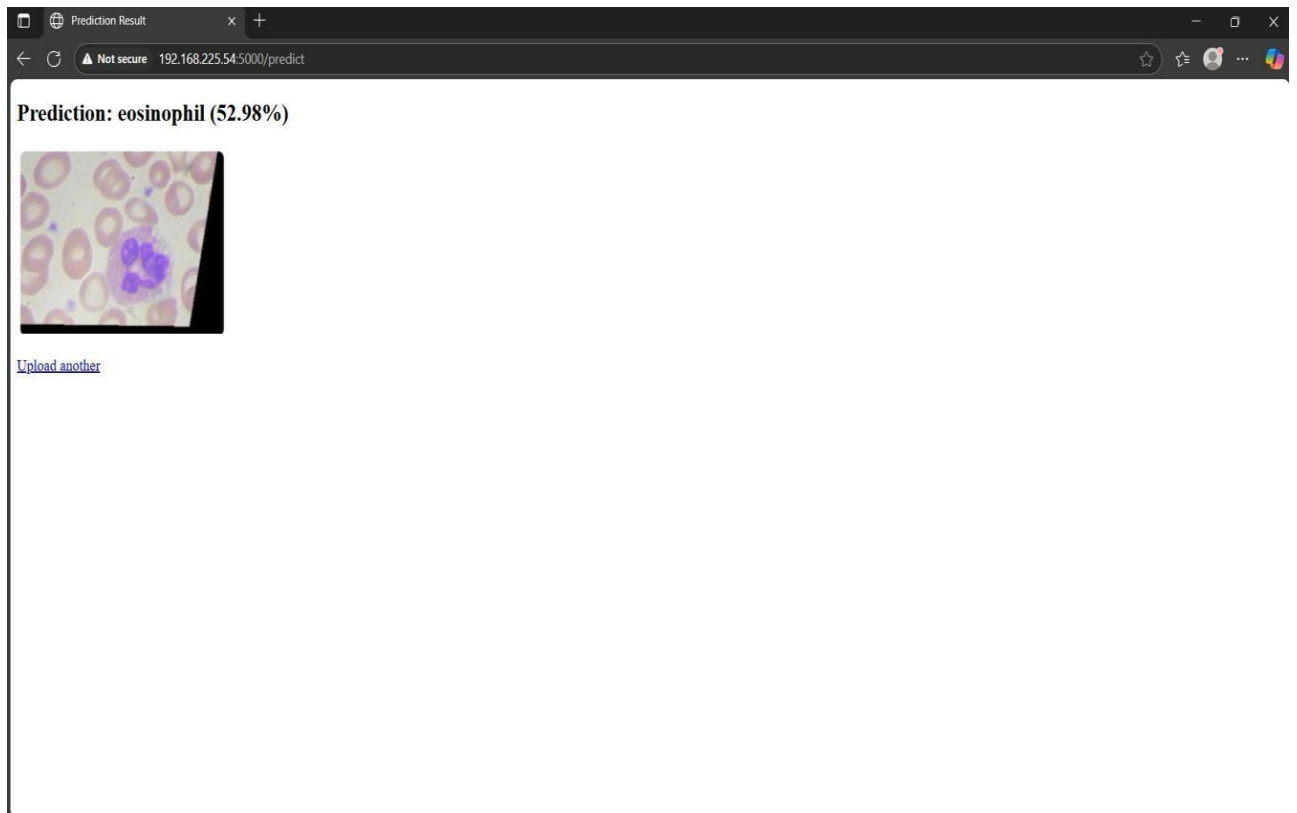 Prediction Result
Not secure 192.168.225.54:5000/predict
Prediction: eosinophil (52.98%)
Upload another